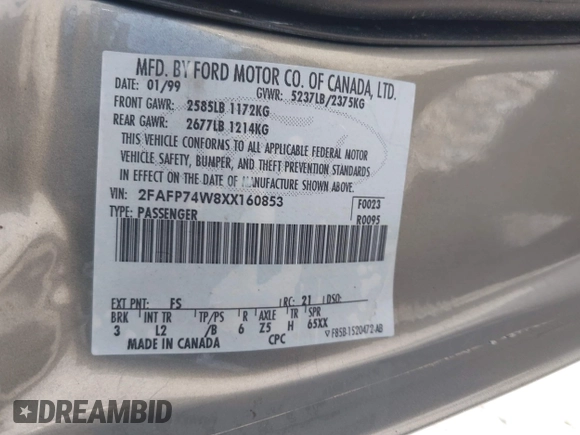 MFD. BY FORD MOTOR CO. OF CANADA, LTD.
DATE: 01/99 GVWR: 5237LB/2375KG
FRONT GAWR: 2585LB 1172KG
REAR GAWR: 2677LB 1214KG
THIS VEHICLE CONFORMS TO ALL APPLICABLE FEDERAL MOTOR
VEHICLE SAFETY, BUMPER, AND THEFT PREVENTION STANDARDS
IN EFFECT ON THE DATE OF MANUFACTURE SHOWN ABOVE.
VIN: 2FAFP74W8XX160853 F0023
TYPE: PASSENGER R0095
EXT PNT: FS RC: 21 DSO:
BRK INT TR TP/PS R AXLE TR SPR
3 L2 /B 6 Z5 H 65XX
MADE IN CANADA CPC ▽ F85B-1520472-AB
DREAMBID